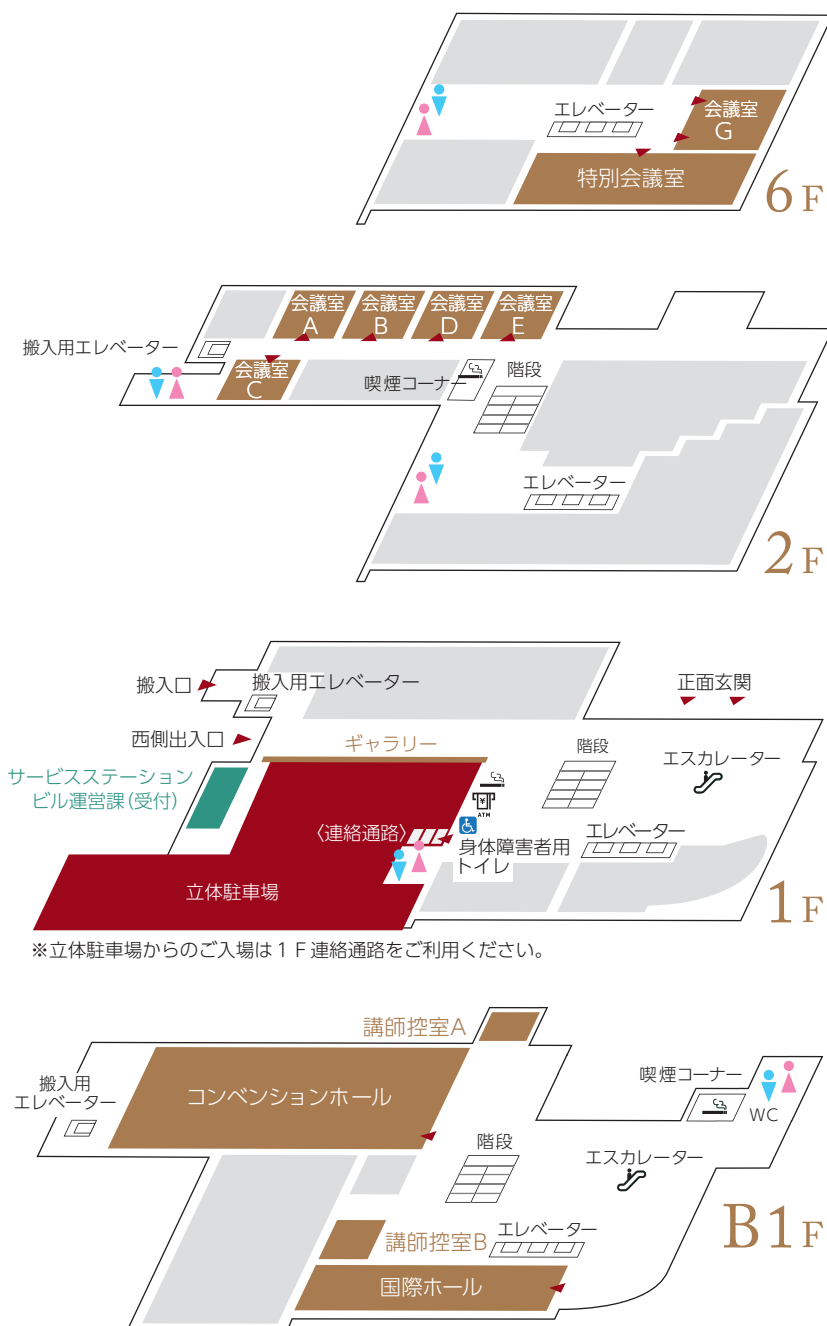 エレベーター
会議室
G
特別会議室
6F
会議室
A
会議室
B
会議室
D
会議室
E
搬入用エレベーター
会議室
C
喫煙コーナー
階段
エレベーター
2F
搬入口
搬入用エレベーター
正面玄関
西側出入口
ギャラリー
階段
エスカレーター
サービスステーション
ビル運営課(受付)
¥
ATM
〈連絡通路〉
身体障害者用
トイレ
エレベーター
立体駐車場
1F
※立体駐車場からのご入場は1F連絡通路をご利用ください。
講師控室A
搬入用
エレベーター
コンベンションホール
喫煙コーナー
WC
階段
エスカレーター
講師控室B
エレベーター
国際ホール
B1F